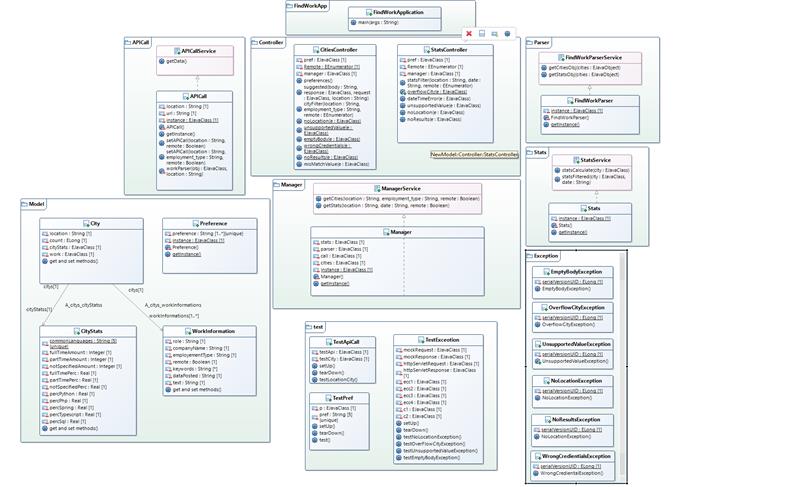 FindWorkApp
FindWorkApplication
main(args : String)
APICall
APICallService
getData()
APICall
location : String [1]
url : String [1]
instance : EJavaClass [1]
APICall()
getInstance()
setAPICall(location : String,
remote : Boolean)
setAPICall(location : String,
employment_type : String,
remote : Boolean)
workParser(obj : EJavaClass,
location : String)
Controller
CitiesController
pref : EJavaClass [1]
Remote : EEnumerator [1]
manager : EJavaClass [1]
preferences()
suggested(body : String,
response : EJavaClass, request
: EJavaClass, location : String)
cityFilter(location : String,
employment_type : String,
remote : EEnumerator)
noLocation(e : EJavaClass)
unsupportedValue(e :
EJavaClass)
emptyBody(e : EJavaClass)
wrongCredential(e :
EJavaClass)
noResults(e : EJavaClass)
misMatchValue(e : EJavaClass)
StatsController
pref : EJavaClass [1]
Remote : EEnumerator [1]
manager : EJavaClass [1]
statsFilter(location : String, date :
String, remote : EEnumerator)
overflowCity(e : EJavaClass)
dateTimeError(e : EJavaClass)
unsupportedValue(e : EJavaClass)
noLocation(e : EJavaClass)
noResults(e : EJavaClass)
NewModel::Controller::StatsController
Parser
FindWorkParserService
getCitiesObj(cities : EJavaObject)
getStatsObj(cities : EJavaObject)
FindWorkParser
instance : EJavaClass [1]
FindWorkParser()
getInstance()
Stats
StatsService
statsCalculate(city : EJavaClass)
statsFiltered(city : EJavaClass,
date : String)
Stats
instance : EJavaClass [1]
Stats()
getInstance()
Manager
ManagerService
getCities(location : String, employment_type : String, remote : Boolean)
getStats(location : String, date : String, remote : Boolean)
Manager
stats : EJavaClass [1]
parser : EJavaClass [1]
call : EJavaClass [1]
cities : EJavaClass [1]
instance : EJavaClass [1]
Manager()
getInstance()
Model
City
location : String [1]
count : ELong [1]
cityStats : EJavaClass [1]
work : EJavaClass [1]
get and set methods()
Preference
preference : String [1..*]{unique}
instance : EJavaClass [1]
Preference()
getInstance()
citys[1]
citys[1]
A_citys_cityStatss
A_citys_workInformations
cityStatss[1]
workInformations[1..*]
CityStats
commonLanguages : String [5]
{unique}
fullTimeAmount : Integer [1]
partTimeAmount : Integer [1]
notSpecifiedAmount : Integer [1]
fullTimePerc : Real [1]
partTimePerc : Real [1]
notSpecifiedPerc : Real [1]
percPython : Real [1]
percPhp : Real [1]
percSpring : Real [1]
percTypescript : Real [1]
percSql : Real [1]
get and set methods()
WorkInformation
role : String [1]
companyName : String [1]
employementType : String [1]
remote : Boolean [1]
keywords : String [*]
dataPosted : String [1]
text : String [1]
get and set methods()
test
TestApiCall
testApi : EJavaClass [1]
testCity : EJavaClass [1]
setUp()
tearDown()
testLocationCity()
TestPref
p : EJavaClass [1]
pref : String [5]
{unique}
setUp()
tearDown()
test()
TestException
mockRequest : EJavaClass [1]
mockResponse : EJavaClass [1]
httpServletRequest : EJavaClass [1]
httpServletResponse : EJavaClass
[1]
ecc1 : EJavaClass [1]
ecc2 : EJavaClass [1]
ecc3 : EJavaClass [1]
ecc4 : EJavaClass [1]
c1 : EJavaClass [1]
c2 : EJavaClass [1]
setUp()
tearDown()
testNoLocationException()
testOverFlowCityException()
testUnsupportedValueException()
testEmptyBodyException()
Exception
EmptyBodyException
serialVersionUID : ELong [1]
EmptyBodyException()
OverflowCityException
serialVersionUID : ELong [1]
OverflowCityException()
UnsupportedValueException
serialVersionUID : ELong [1]
UnsupportedValueException()
NoLocationException
serialVersionUID : ELong [1]
NoLocationException()
NoResultsException
serialVersionUID : ELong [1]
NoLocationException()
WrongCredentialsException
serialVersionUID : ELong [1]
WrongCredentialException()